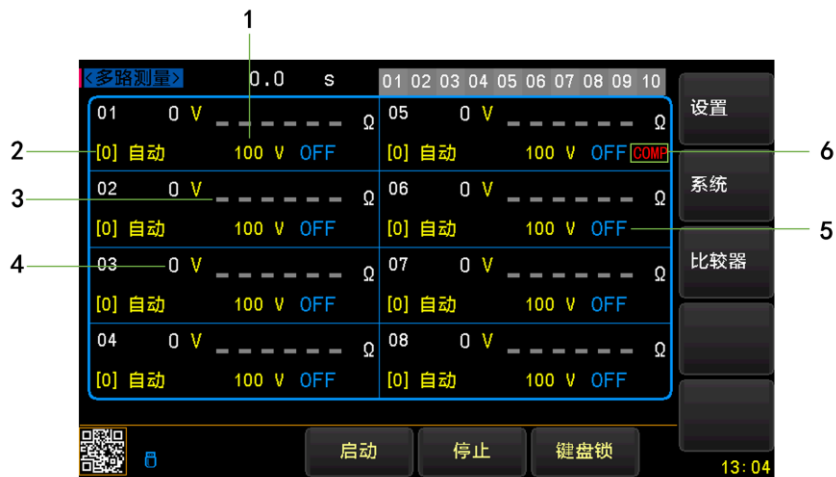 1
<多路测量> 0.0 s 01 02 03 04 05 06 07 08 09 10
设置
01 0 V _ _ _ _ _ _ Ω 05 0 V _ _ _ _ _ _ Ω
2 [0] 自动 100 V OFF [0] 自动 100 V OFF COMP 6
系统
3 02 0 V _ _ _ _ _ _ Ω 06 0 V _ _ _ _ _ _ Ω
[0] 自动 100 V OFF [0] 自动 100 V OFF 5
比较器
4 03 0 V _ _ _ _ _ _ Ω 07 0 V _ _ _ _ _ _ Ω
[0] 自动 100 V OFF [0] 自动 100 V OFF
04 0 V _ _ _ _ _ _ Ω 08 0 V _ _ _ _ _ _ Ω
[0] 自动 100 V OFF [0] 自动 100 V OFF
启动 停止 键盘锁
13:04